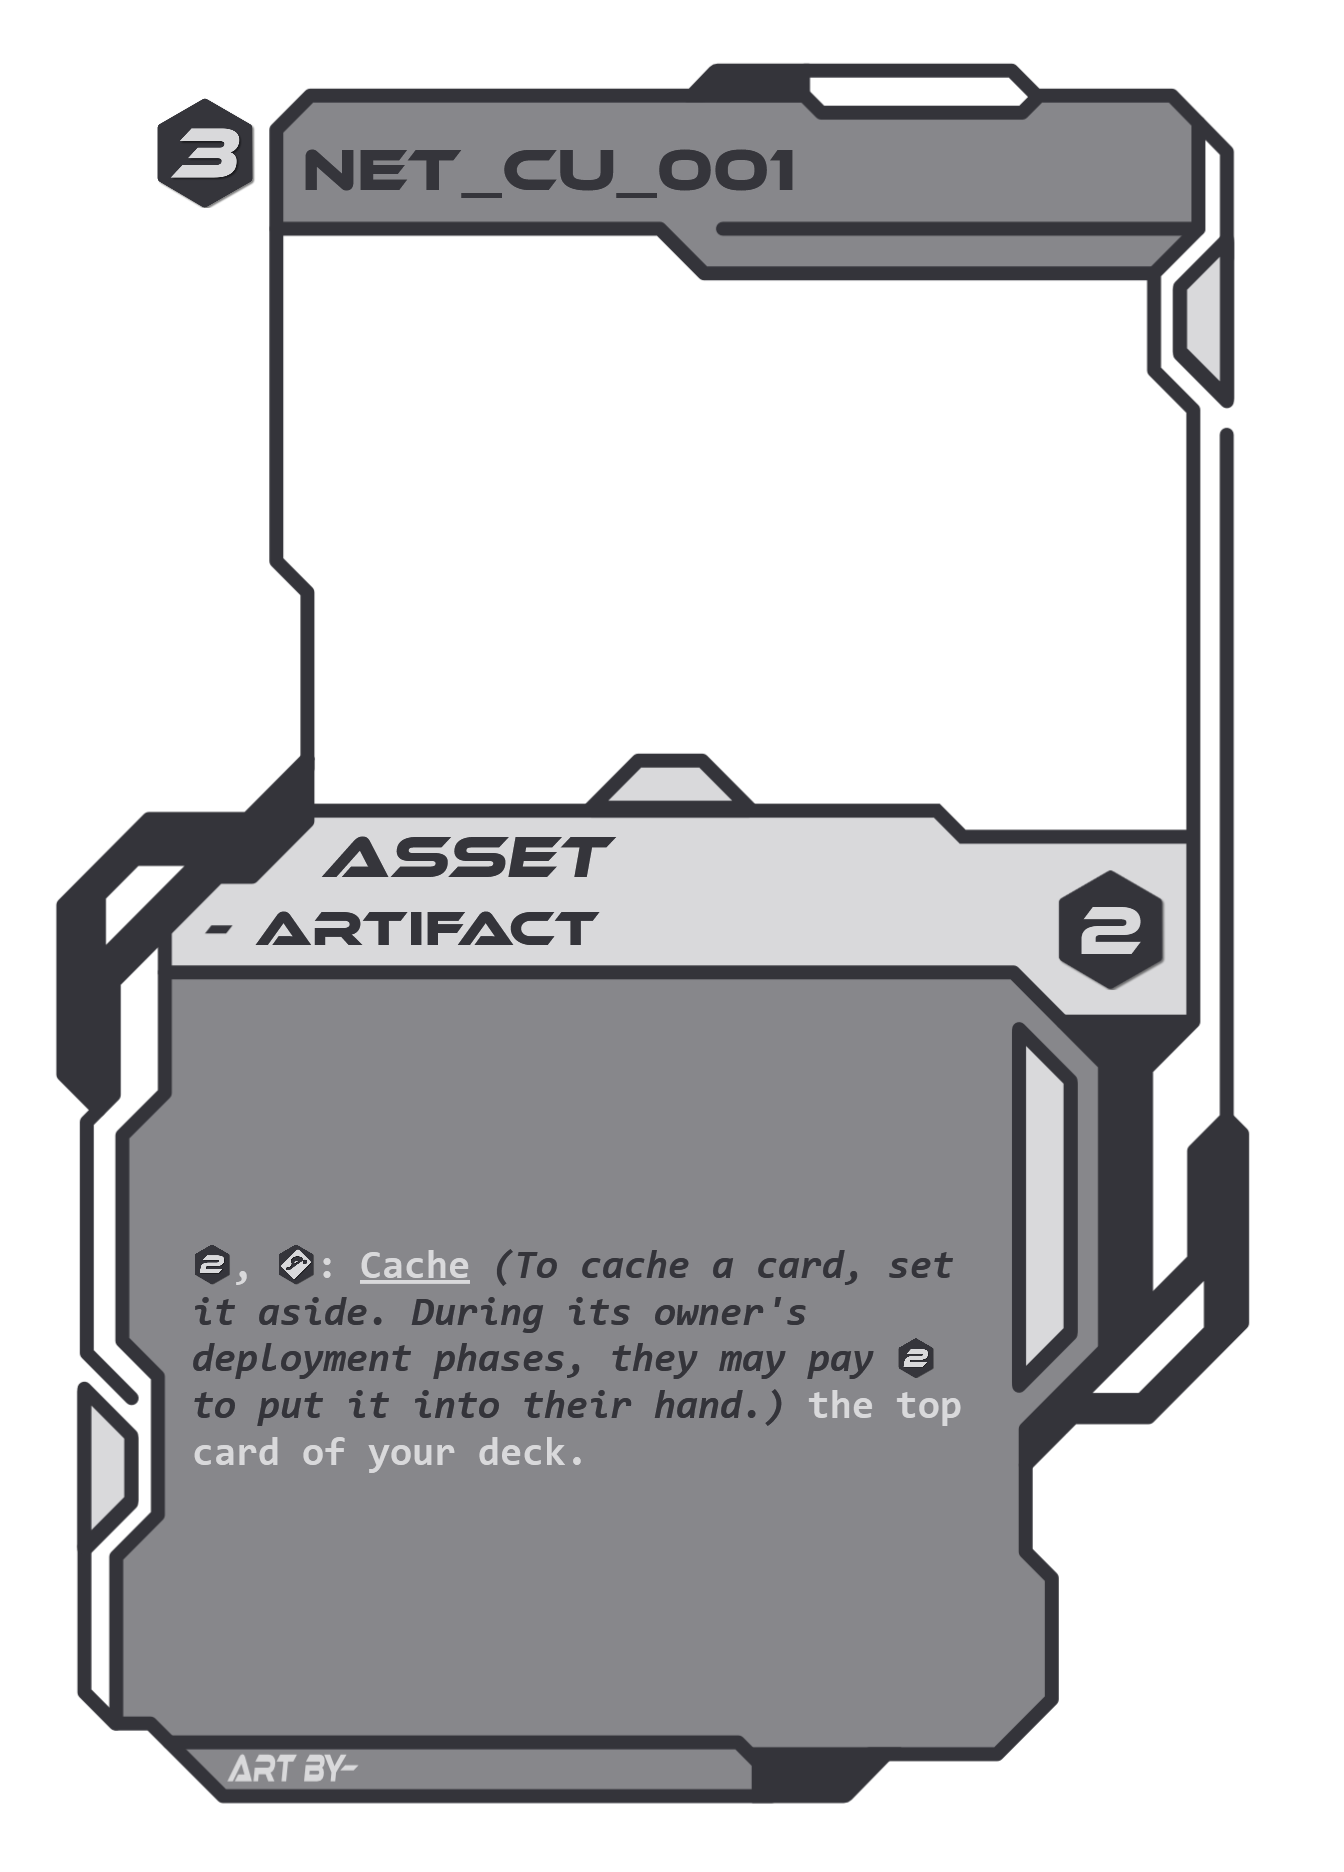 3
NET_CU_001
ASSET
- ARTIFACT
2
2, : Cache (To cache a card, set
it aside. During its owner's
deployment phases, they may pay 2
to put it into their hand.) the top
card of your deck.
ART BY-